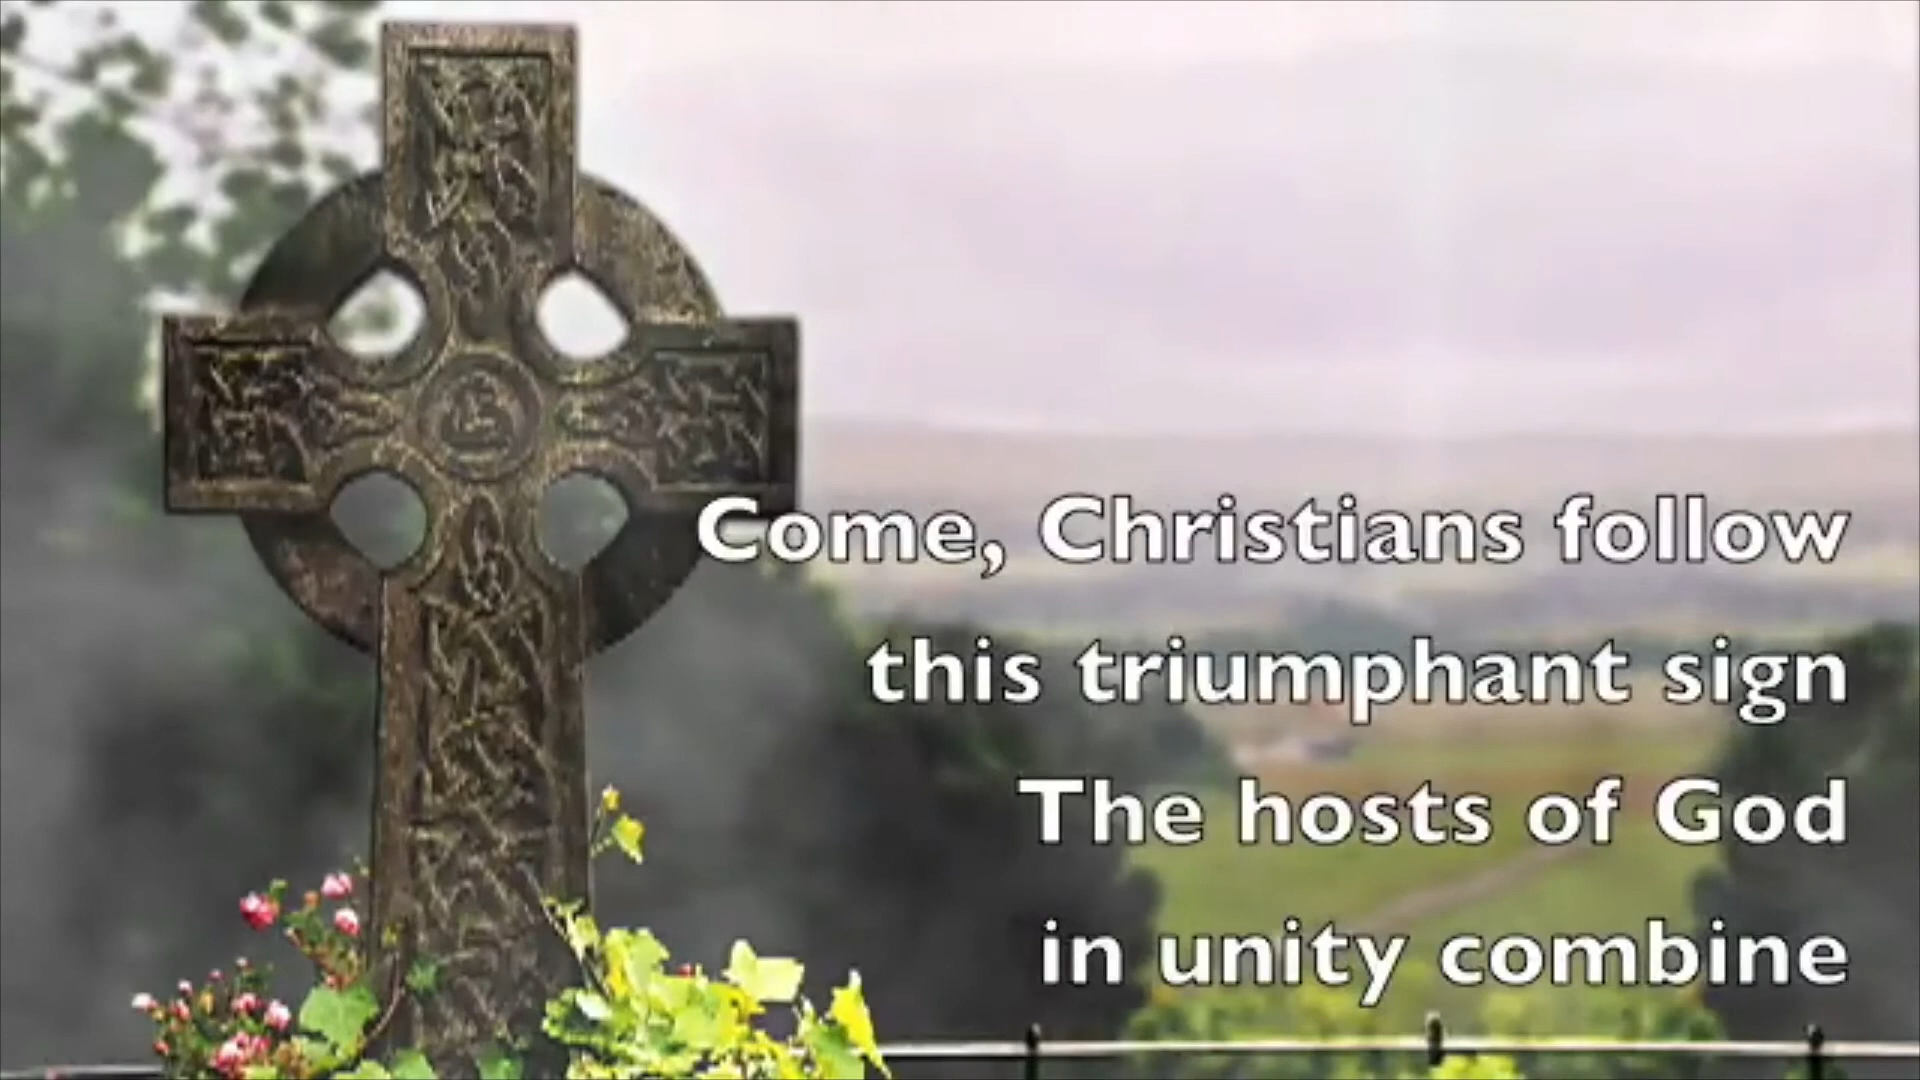 Come, Christians follow
this triumphant sign
The hosts of God
in unity combine